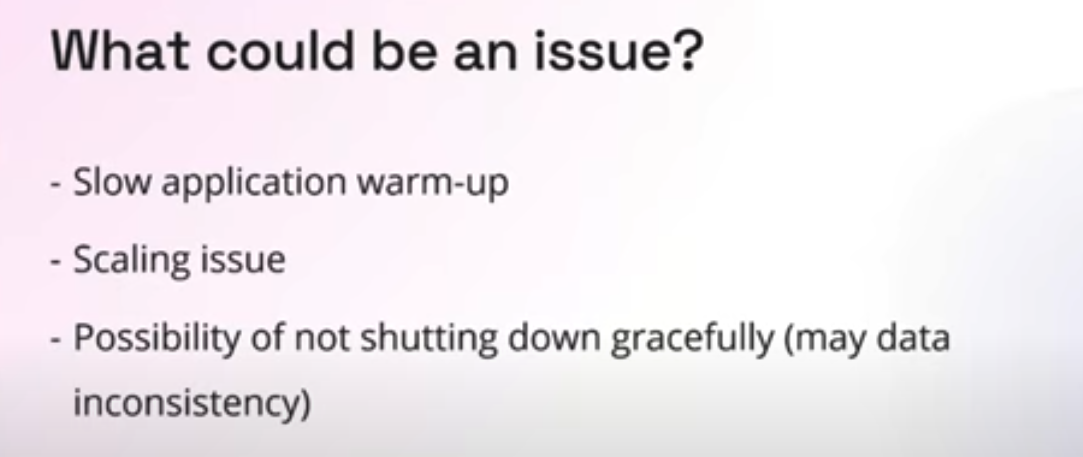 What could be an issue?
- Slow application warm-up
- Scaling issue
- Possibility of not shutting down gracefully (may data
inconsistency)